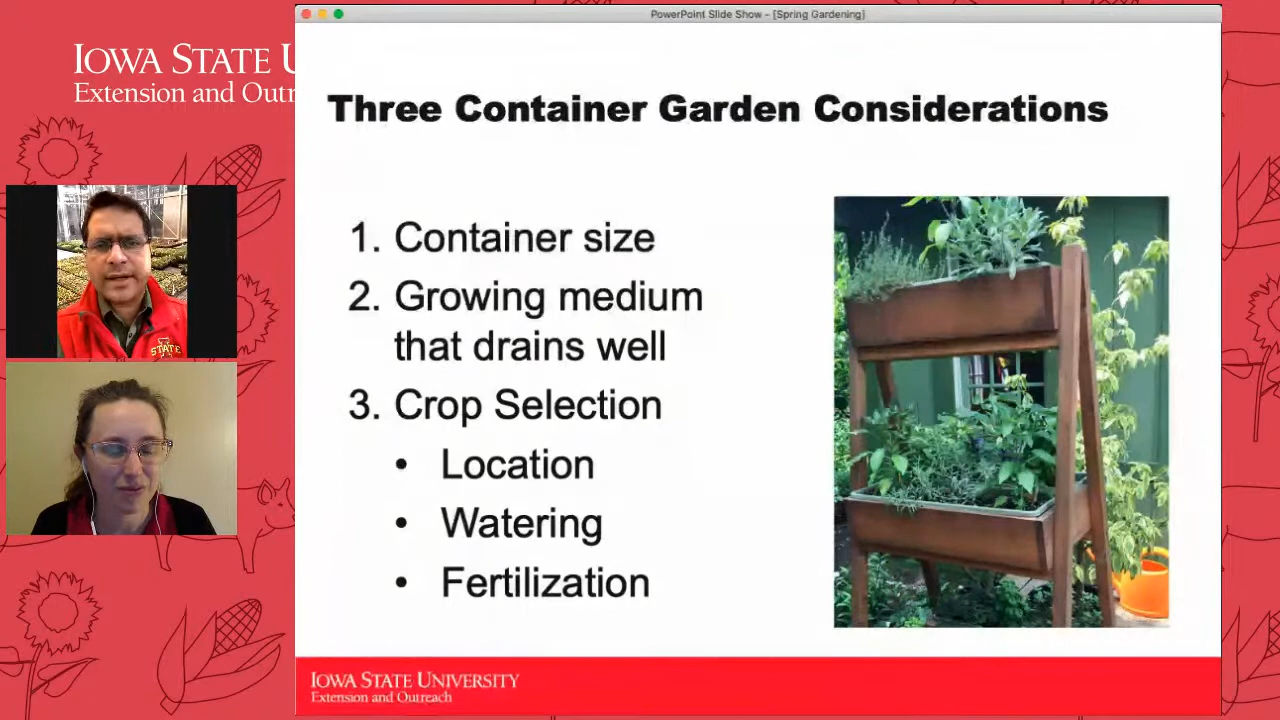 PowerPoint Slide Show - [Spring Gardening]
IOWA STATE U
Extension and Outr
Three Container Garden Considerations
1. Container size
2. Growing medium
that drains well
3. Crop Selection
• Location
• Watering
• Fertilization
STATE
IOWA STATE UNIVERSITY
Extension and Outreach